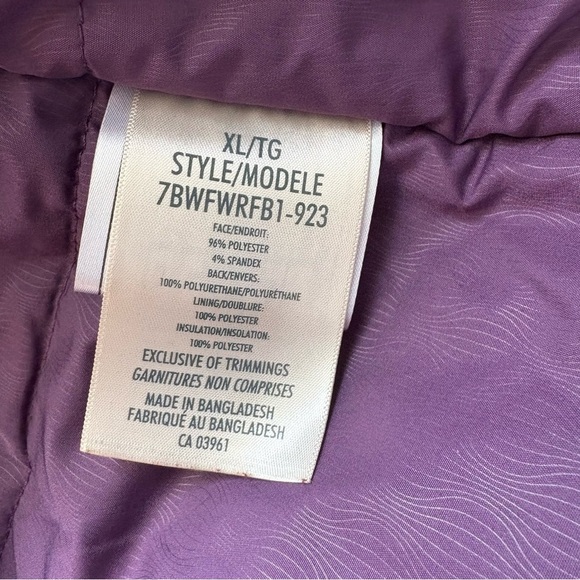 XL/TG
STYLE/MODELE
7BWFWRFB1-923
FACE/ENDROIT:
96% POLYESTER
4% SPANDEX
BACK/ENVERS:
100% POLYURETHANE/POLYURÉTHANE
LINING/DOUBLURE:
100% POLYESTER
INSULATION/INSOLATION:
100% POLYESTER
EXCLUSIVE OF TRIMMINGS
GARNITURES NON COMPRISES
MADE IN BANGLADESH
FABRIQUÉ AU BANGLADESH
CA 03961